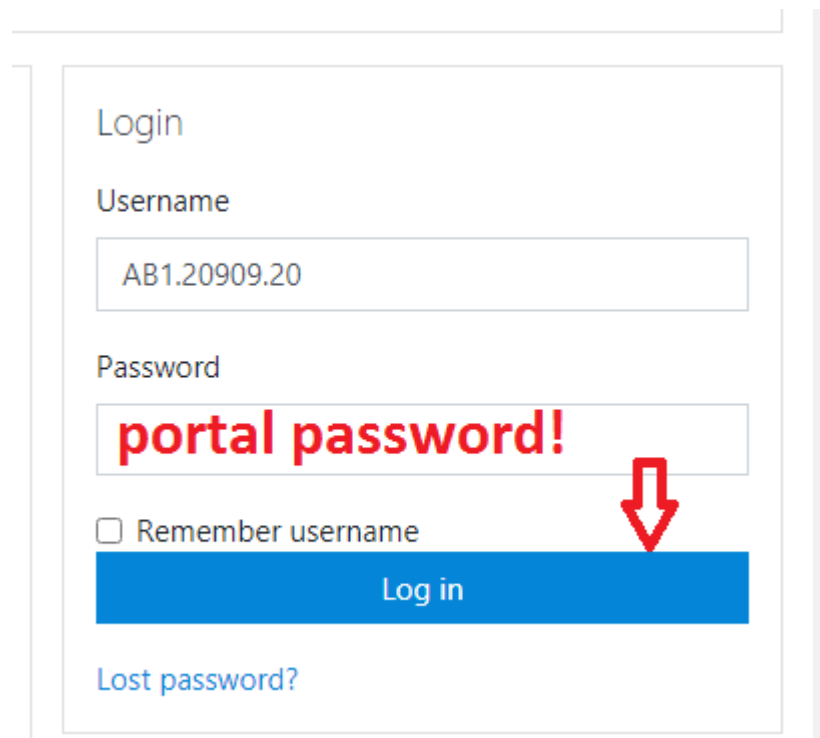 Login
Username
AB1.20909.20
Password
portal password!
Remember username
Log in
Lost password?